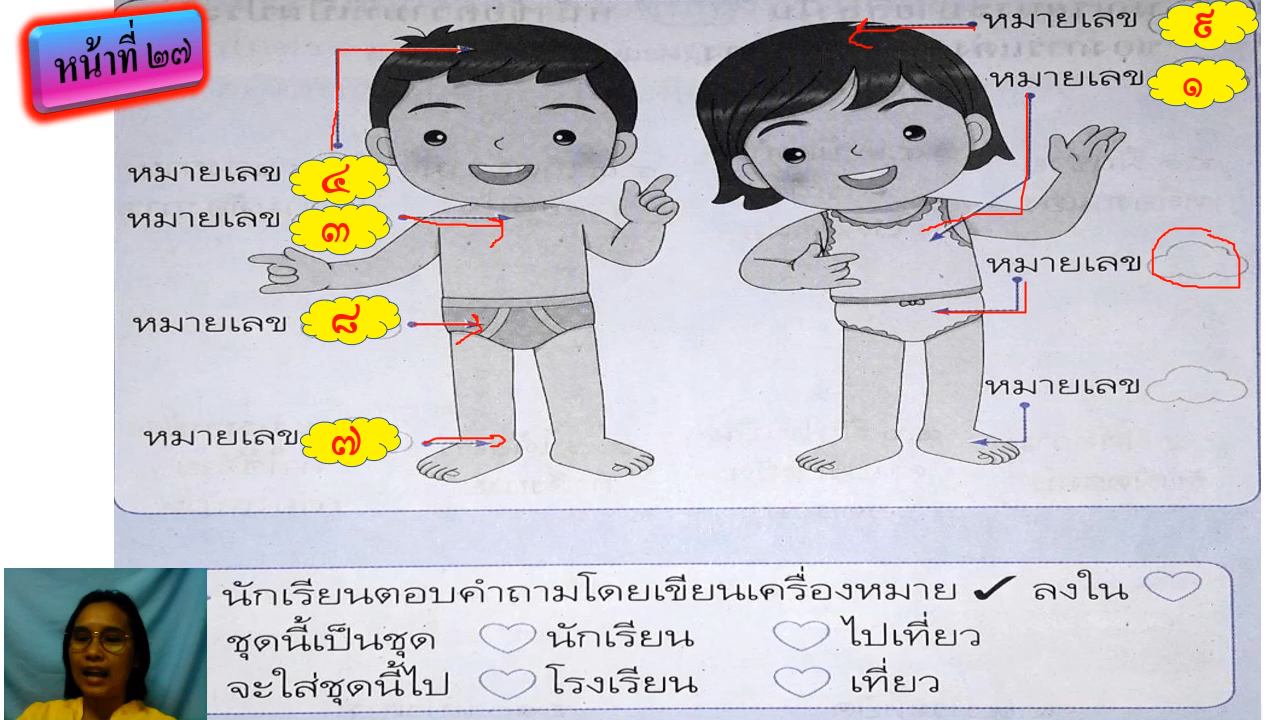 หน้าที่ ๒๗
หมายเลข ๙
หมายเลข ๑
หมายเลข ๔
หมายเลข ๓
หมายเลข
หมายเลข ๘
หมายเลข
หมายเลข ๗
นักเรียนตอบคำถามโดยเขียนเครื่องหมาย ✓ ลงใน
ชุดนี้เป็นชุด นักเรียน ไปเที่ยว
จะใส่ชุดนี้ไป โรงเรียน เที่ยว